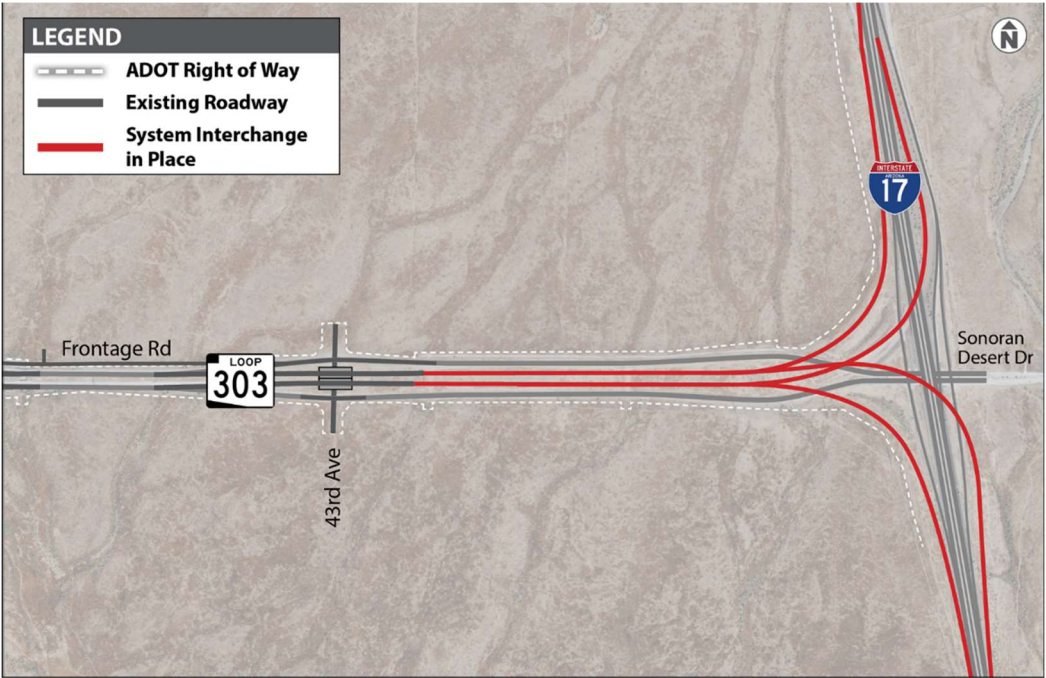 LEGEND
ADOT Right of Way
Existing Roadway
System Interchange
in Place
N
INTERSTATE
ARIZONA
17
Frontage Rd
LOOP
303
43rd Ave
Sonoran
Desert Dr